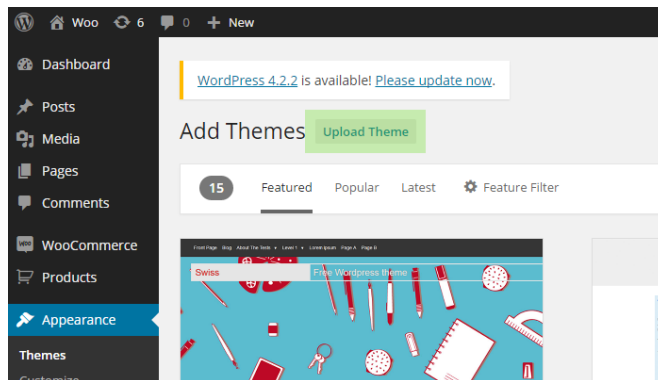 Woo 6 0 + New
Dashboard
Posts
Media
Pages
Comments
WooCommerce
Products
Appearance
Themes
Customize
WordPress 4.2.2 is available! Please update now.
Add Themes Upload Theme
15 Featured Popular Latest Feature Filter
Front Page Blog About The Tests Level 1 Lorem Ipsum Page A Page B
Swiss Free Wordpress theme